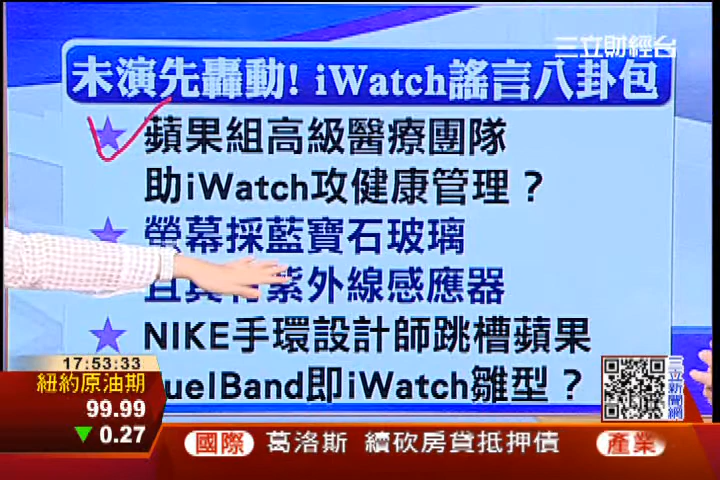 三立財經台
未演先轟動! iWatch謠言八卦包
蘋果組高級醫療團隊
助iWatch攻健康管理？
螢幕採藍寶石玻璃
紫外線感應器
NIKE手環設計師跳槽蘋果
uelBand即iWatch雛型？
17:53:33
紐約原油期
99.99
▼0.27
三立新聞網
國際 葛洛斯 續砍房貸抵押債 產業